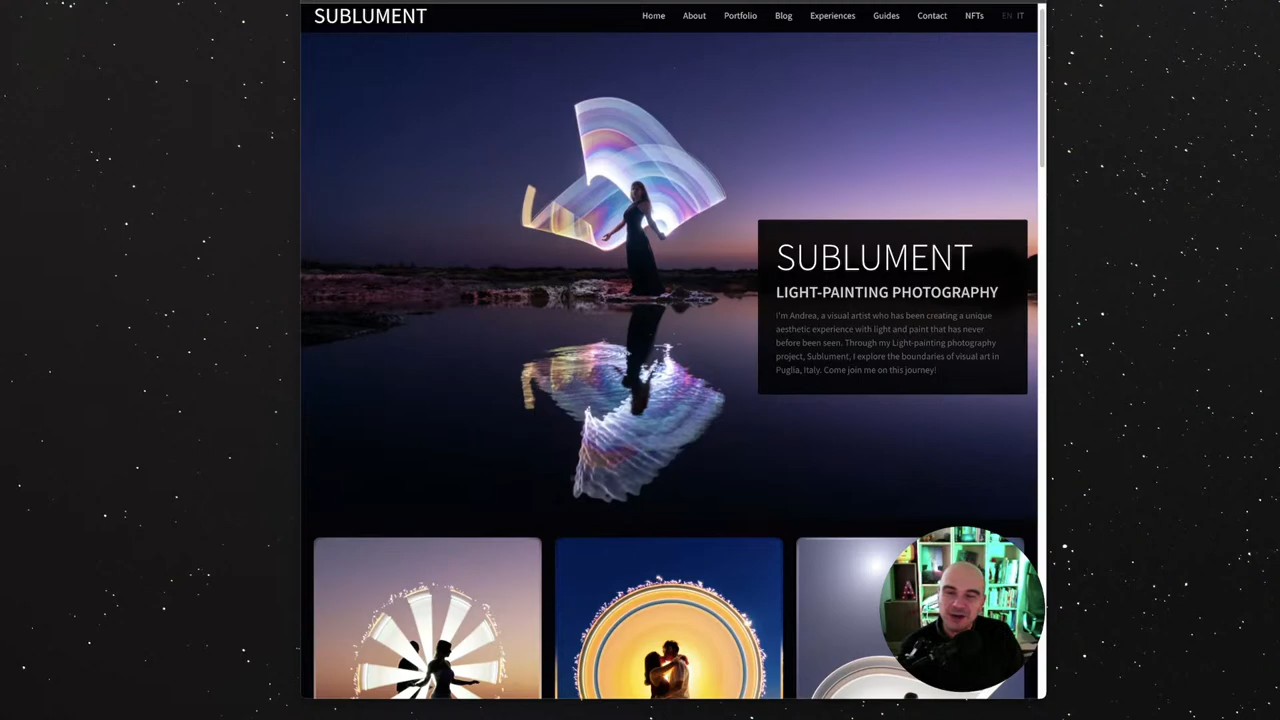 SUBLUMENT
Home About Portfolio Blog Experiences Guides Contact NFTs EN IT
SUBLUMENT
LIGHT-PAINTING PHOTOGRAPHY
I'm Andrea, a visual artist who has been creating a unique
aesthetic experience with light and paint that has never
before been seen. Through my Light-painting photography
project, Sublument, I explore the boundaries of visual art in
Puglia, Italy. Come join me on this journey!